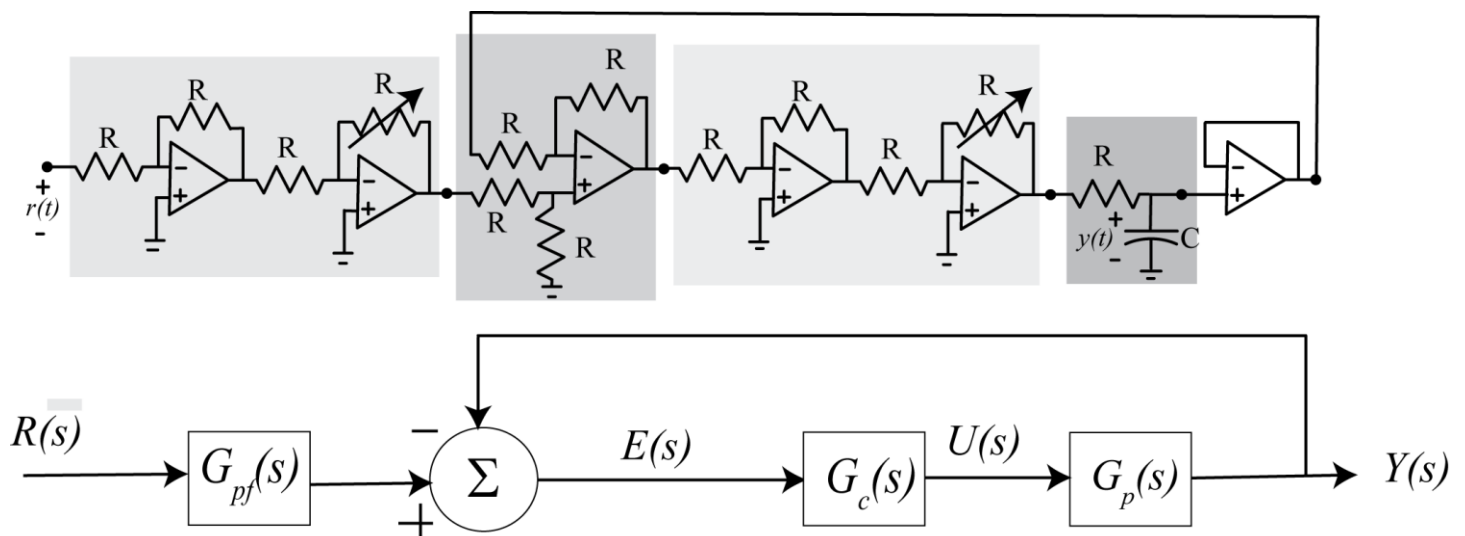 R
R
R
R
R
R
R
R
R
R
R
R
R
r(t)
+
-
-
+
-
+
-
+
-
+
-
+
-
+
y(t)
+
-
C
R(s)
G_pf(s)
-
+
Σ
E(s)
G_c(s)
U(s)
G_p(s)
Y(s)